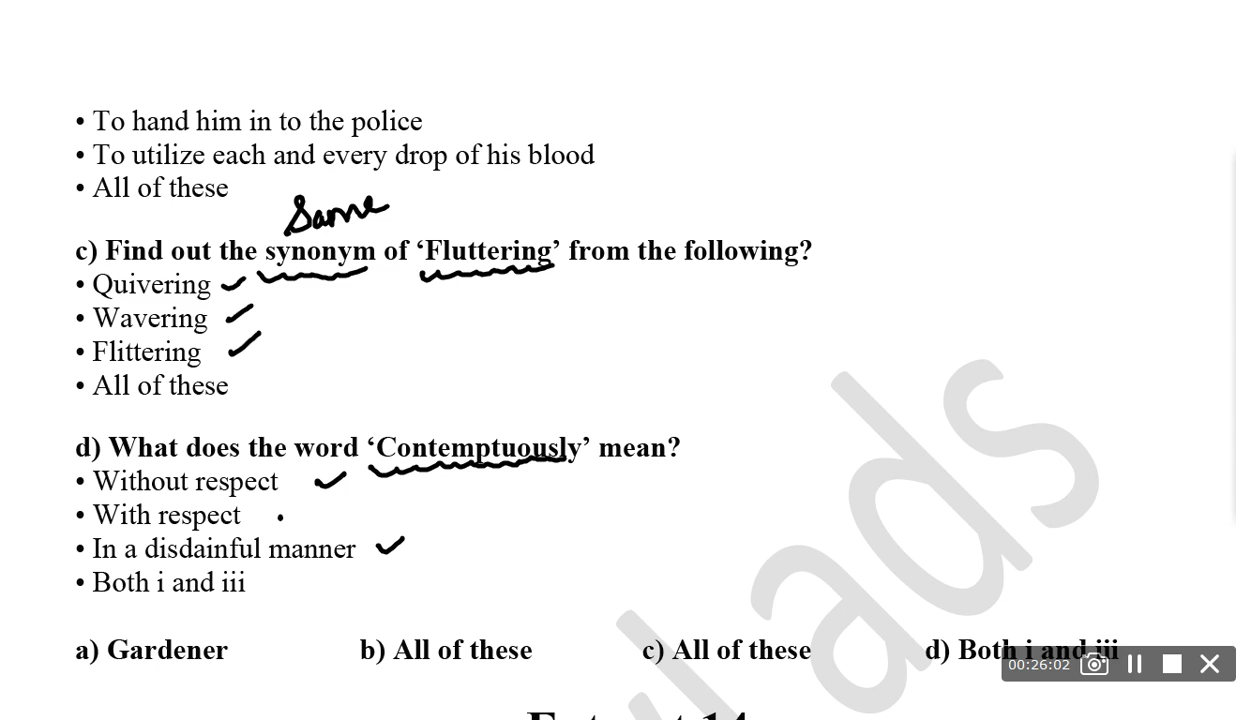 • To hand him in to the police
• To utilize each and every drop of his blood
• All of these
Same
c) Find out the synonym of ‘Fluttering’ from the following?
• Quivering
• Wavering
• Flittering
• All of these
d) What does the word ‘Contemptuously’ mean?
• Without respect
• With respect
• In a disdainful manner
• Both i and iii
a) Gardener b) All of these c) All of these d) Both i and iii
00:26:02
ads